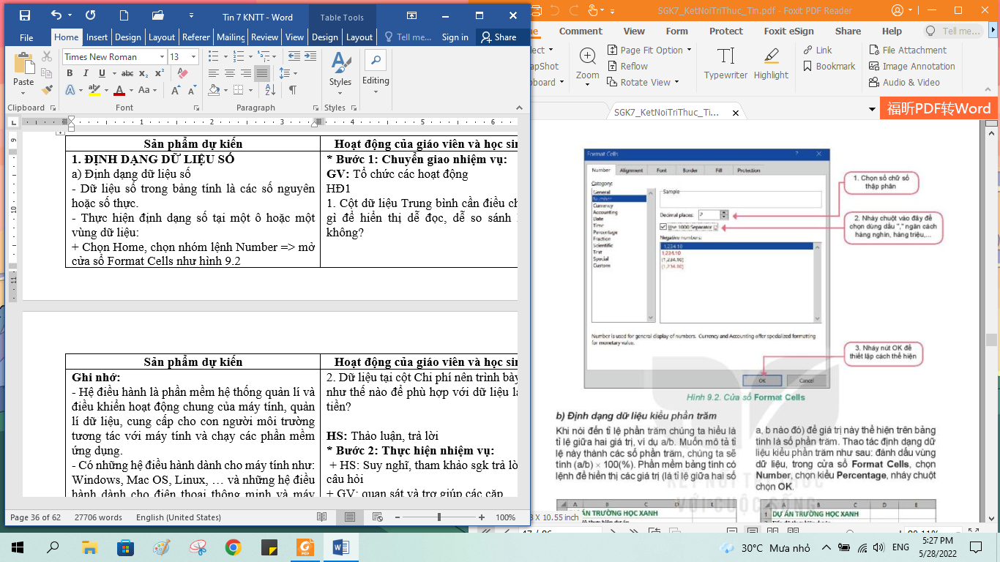 Tin 7 KNTT - Word
Table Tools
File
Home
Insert
Design
Layout
Referer
Mailing
Review
View
Design
Layout
Tell me...
Sign in
Share
Paste
Times New Roman
13
Styles
Editing
Clipboard
Font
Paragraph
Styles
Sản phẩm dự kiến
Hoạt động của giáo viên và học sin
1. ĐỊNH DẠNG DỮ LIỆU SỐ
a) Định dạng dữ liệu số
- Dữ liệu số trong bảng tính là các số nguyên
hoặc số thực.
- Thực hiện định dạng số tại một ô hoặc một
vùng dữ liệu:
+ Chọn Home, chọn nhóm lệnh Number => mở
cửa sổ Format Cells như hình 9.2
* Bước 1: Chuyển giao nhiệm vụ:
GV: Tổ chức các hoạt động
HĐ1
1. Cột dữ liệu Trung bình cần điều ch
gì để hiển thị dễ đọc, dễ so sánh
không?
Sản phẩm dự kiến
Hoạt động của giáo viên và học sin
Ghi nhớ:
- Hệ điều hành là phần mềm hệ thống quản lí và
điều khiển hoạt động chung của máy tính, quản
lí dữ liệu, cung cấp cho con người môi trường
tương tác với máy tính và chạy các phần mềm
ứng dụng.
- Có những hệ điều hành dành cho máy tính như:
Windows, Mac OS, Linux, … và những hệ điều
hành dành cho điện thoại thông minh và máy
2. Dữ liệu tại cột Chi phí nên trình bày
như thế nào để phù hợp với dữ liệu là
tiền?
HS: Thảo luận, trả lời
* Bước 2: Thực hiện nhiệm vụ:
+ HS: Suy nghĩ, tham khảo sgk trả lời
câu hỏi
+ GV: quan sát và trợ giúp các cặp
Page 36 of 62
27700 words
English (United States)
100%
SGK7_KetNoiTriThuc_Tin.pdf - Foxit PDF Reader
Comment
View
Form
Protect
Foxit eSign
Share
Help
Tell me...
Zoom
Page Fit Option
Reflow
Rotate View
Typewriter
Highlight
Link
Bookmark
File Attachment
Image Annotation
Audio & Video
SGK7_KetNoiTriThuc_Ti...
福昕PDF转Word
Format Cells
Number
Alignment
Font
Border
Fill
Protection
Category:
General
Number
Currency
Accounting
Date
Time
Percentage
Fraction
Scientific
Text
Special
Custom
Sample
Decimal places: 2
Use 1000 Separator (,)
Negative numbers:
-1,234.10
1,234.10
(1,234.10)
(1,234.10)
Number is used for general display of numbers. Currency and Accounting offer specialized formatting
for monetary value.
OK
Cancel
1. Chọn số chữ số
thập phân
2. Nháy chuột vào đây để
chọn dùng dấu "," ngăn cách
hàng nghìn, hàng triệu,...
3. Nháy nút OK để
thiết lập cách thể hiện
Hình 9.2. Cửa sổ Format Cells
b) Định dạng dữ liệu kiểu phần trăm
Khi nói đến tỉ lệ phần trăm chúng ta hiểu là
tỉ lệ giữa hai giá trị, ví dụ a/b. Muốn mô tả tỉ
lệ này thành các số phần trăm, chúng ta sẽ
tính (a/b) × 100(%). Phần mềm bảng tính có
lệnh để hiển thị các giá trị (là tỉ lệ giữa hai số
a, b nào đó) để giá trị này thể hiện trên bảng
tính là số phần trăm. Thao tác định dạng dữ
liệu kiểu phần trăm như sau: đánh dấu vùng
dữ liệu, trong cửa sổ Format Cells, chọn
Number, chọn kiểu Percentage, nháy chuột
chọn OK.
VỚI CUỘC SỐNG
ÁN TRƯỜNG HỌC XANH
DỰ ÁN TRƯỜNG HỌC XANH
10.55 inch
30°C Mưa nhỏ
ENG
5:27 PM
5/28/2022